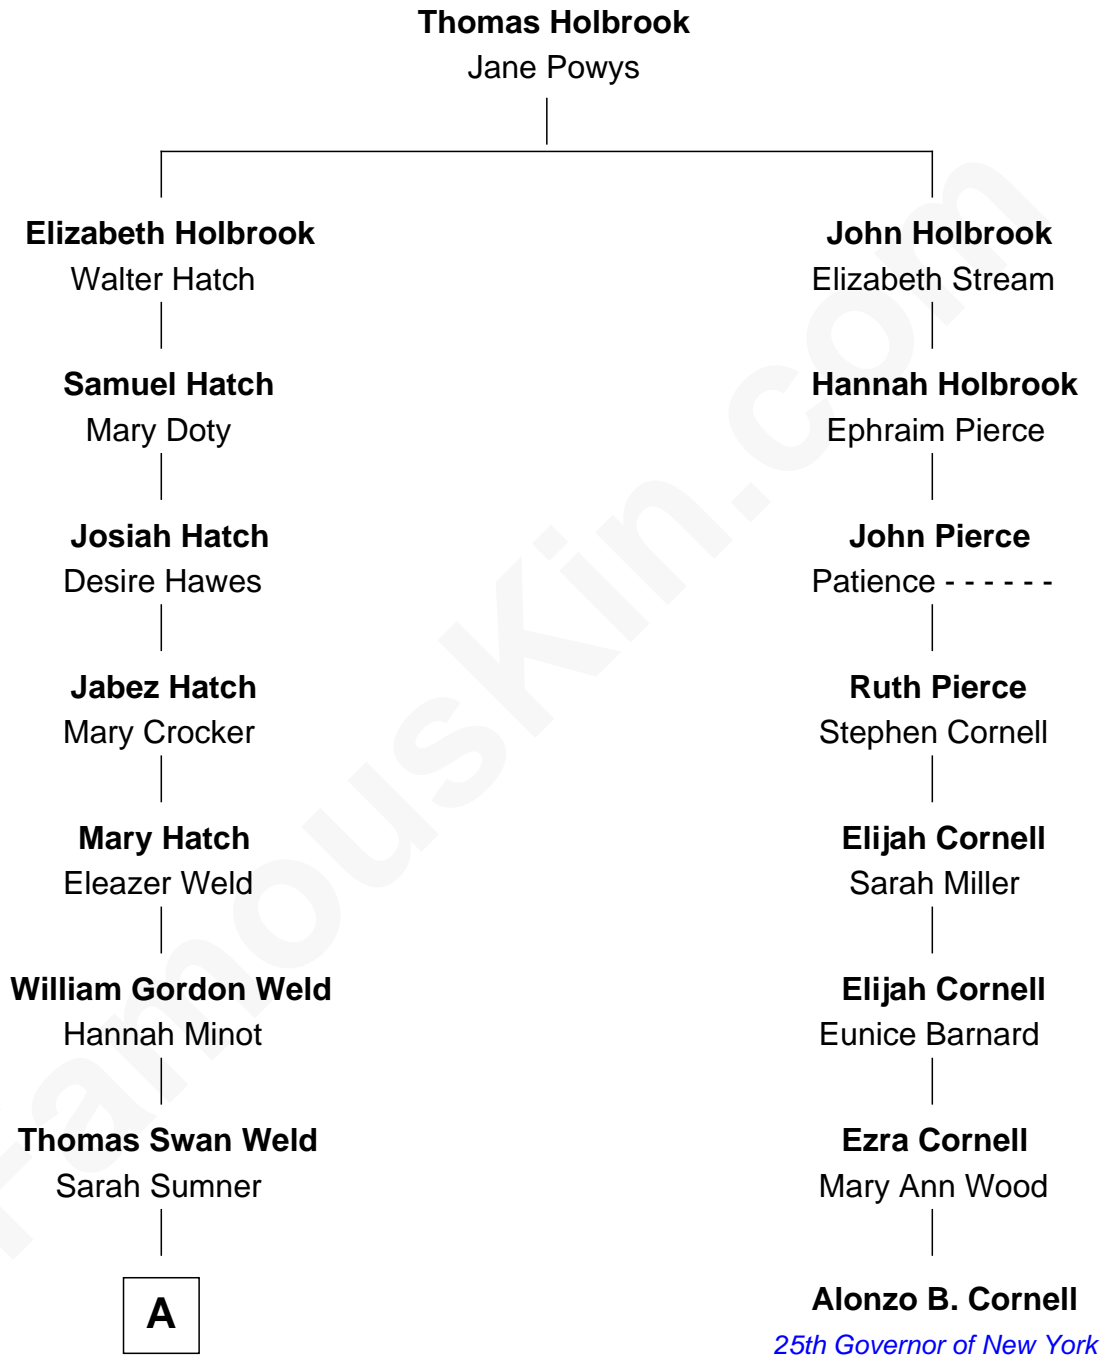 Thomas Holbrook
Jane Powys
Elizabeth Holbrook
Walter Hatch
Samuel Hatch
Mary Doty
Josiah Hatch
Desire Hawes
Jabez Hatch
Mary Crocker
Mary Hatch
Eleazer Weld
William Gordon Weld
Hannah Minot
Thomas Swan Weld
Sarah Sumner
A
John Holbrook
Elizabeth Stream
Hannah Holbrook
Ephraim Pierce
John Pierce
Patience - - - - - -
Ruth Pierce
Stephen Cornell
Elijah Cornell
Sarah Miller
Elijah Cornell
Eunice Barnard
Ezra Cornell
Mary Ann Wood
Alonzo B. Cornell
25th Governor of New York
FamousKin.com